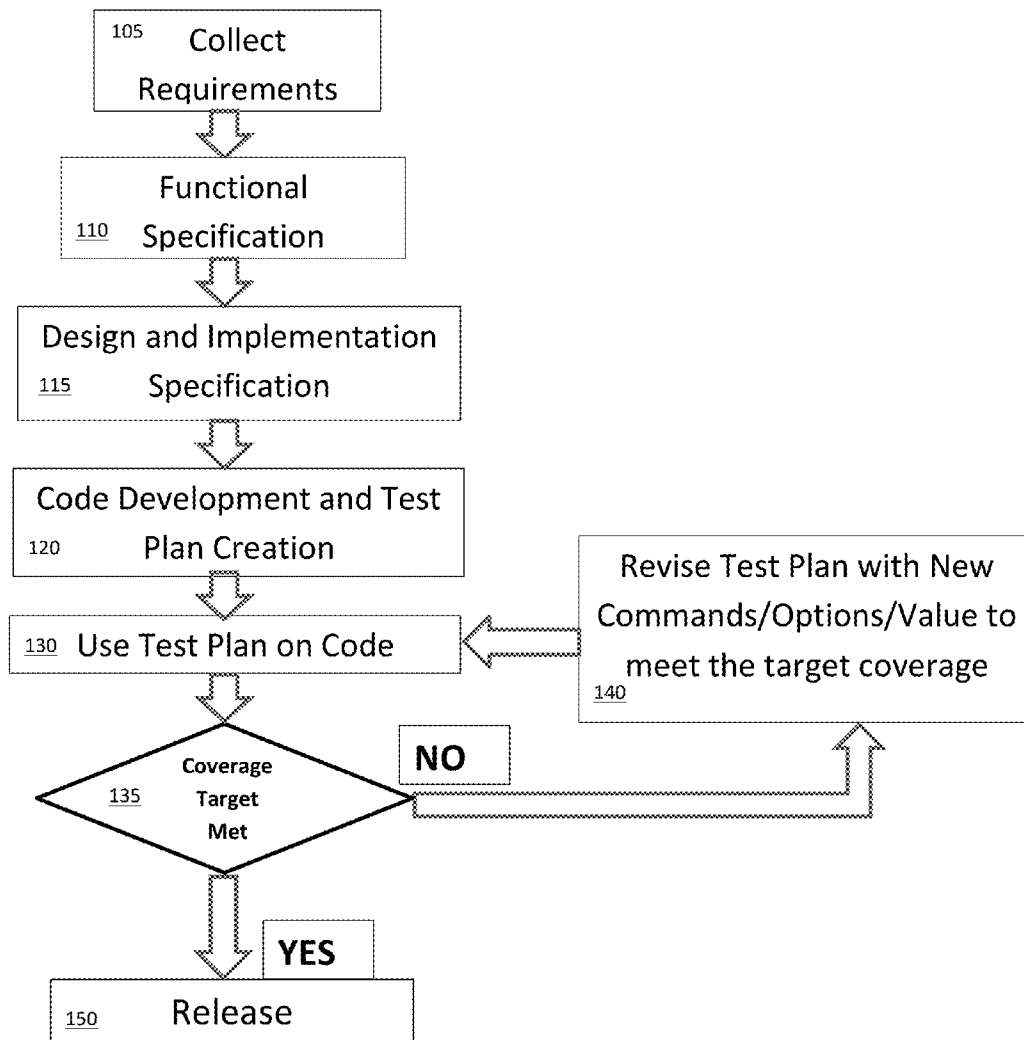 105
Collect
Requirements
Functional
110 Specification
Design and Implementation
115 Specification
Code Development and Test
120 Plan Creation
130 Use Test Plan on Code
Revise Test Plan with New
Commands/Options/Value to
meet the target coverage
140
Coverage
135 Target
Met
NO
YES
150 Release